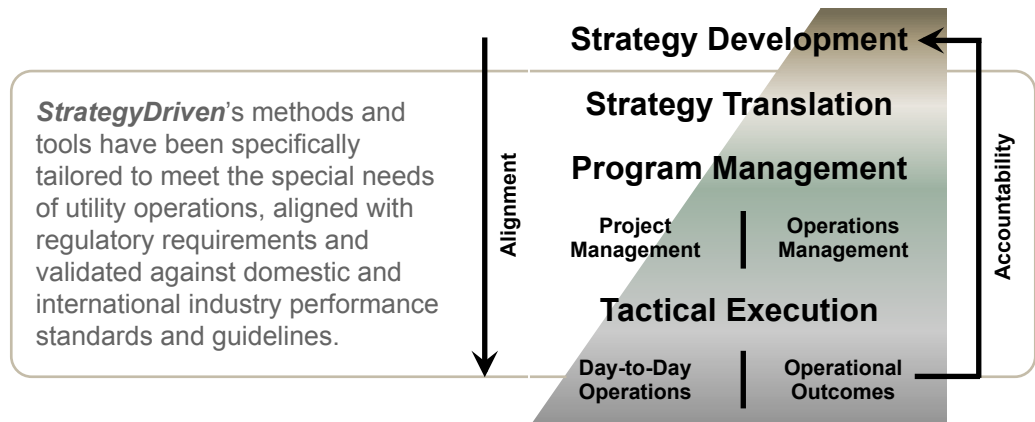 StrategyDriven's methods and
tools have been specifically
tailored to meet the special needs
of utility operations, aligned with
regulatory requirements and
validated against domestic and
international industry performance
standards and guidelines.
Alignment
Strategy Development
Strategy Translation
Program Management
Project
Management
Operations
Management
Tactical Execution
Day-to-Day
Operations
Operational
Outcomes
Accountability